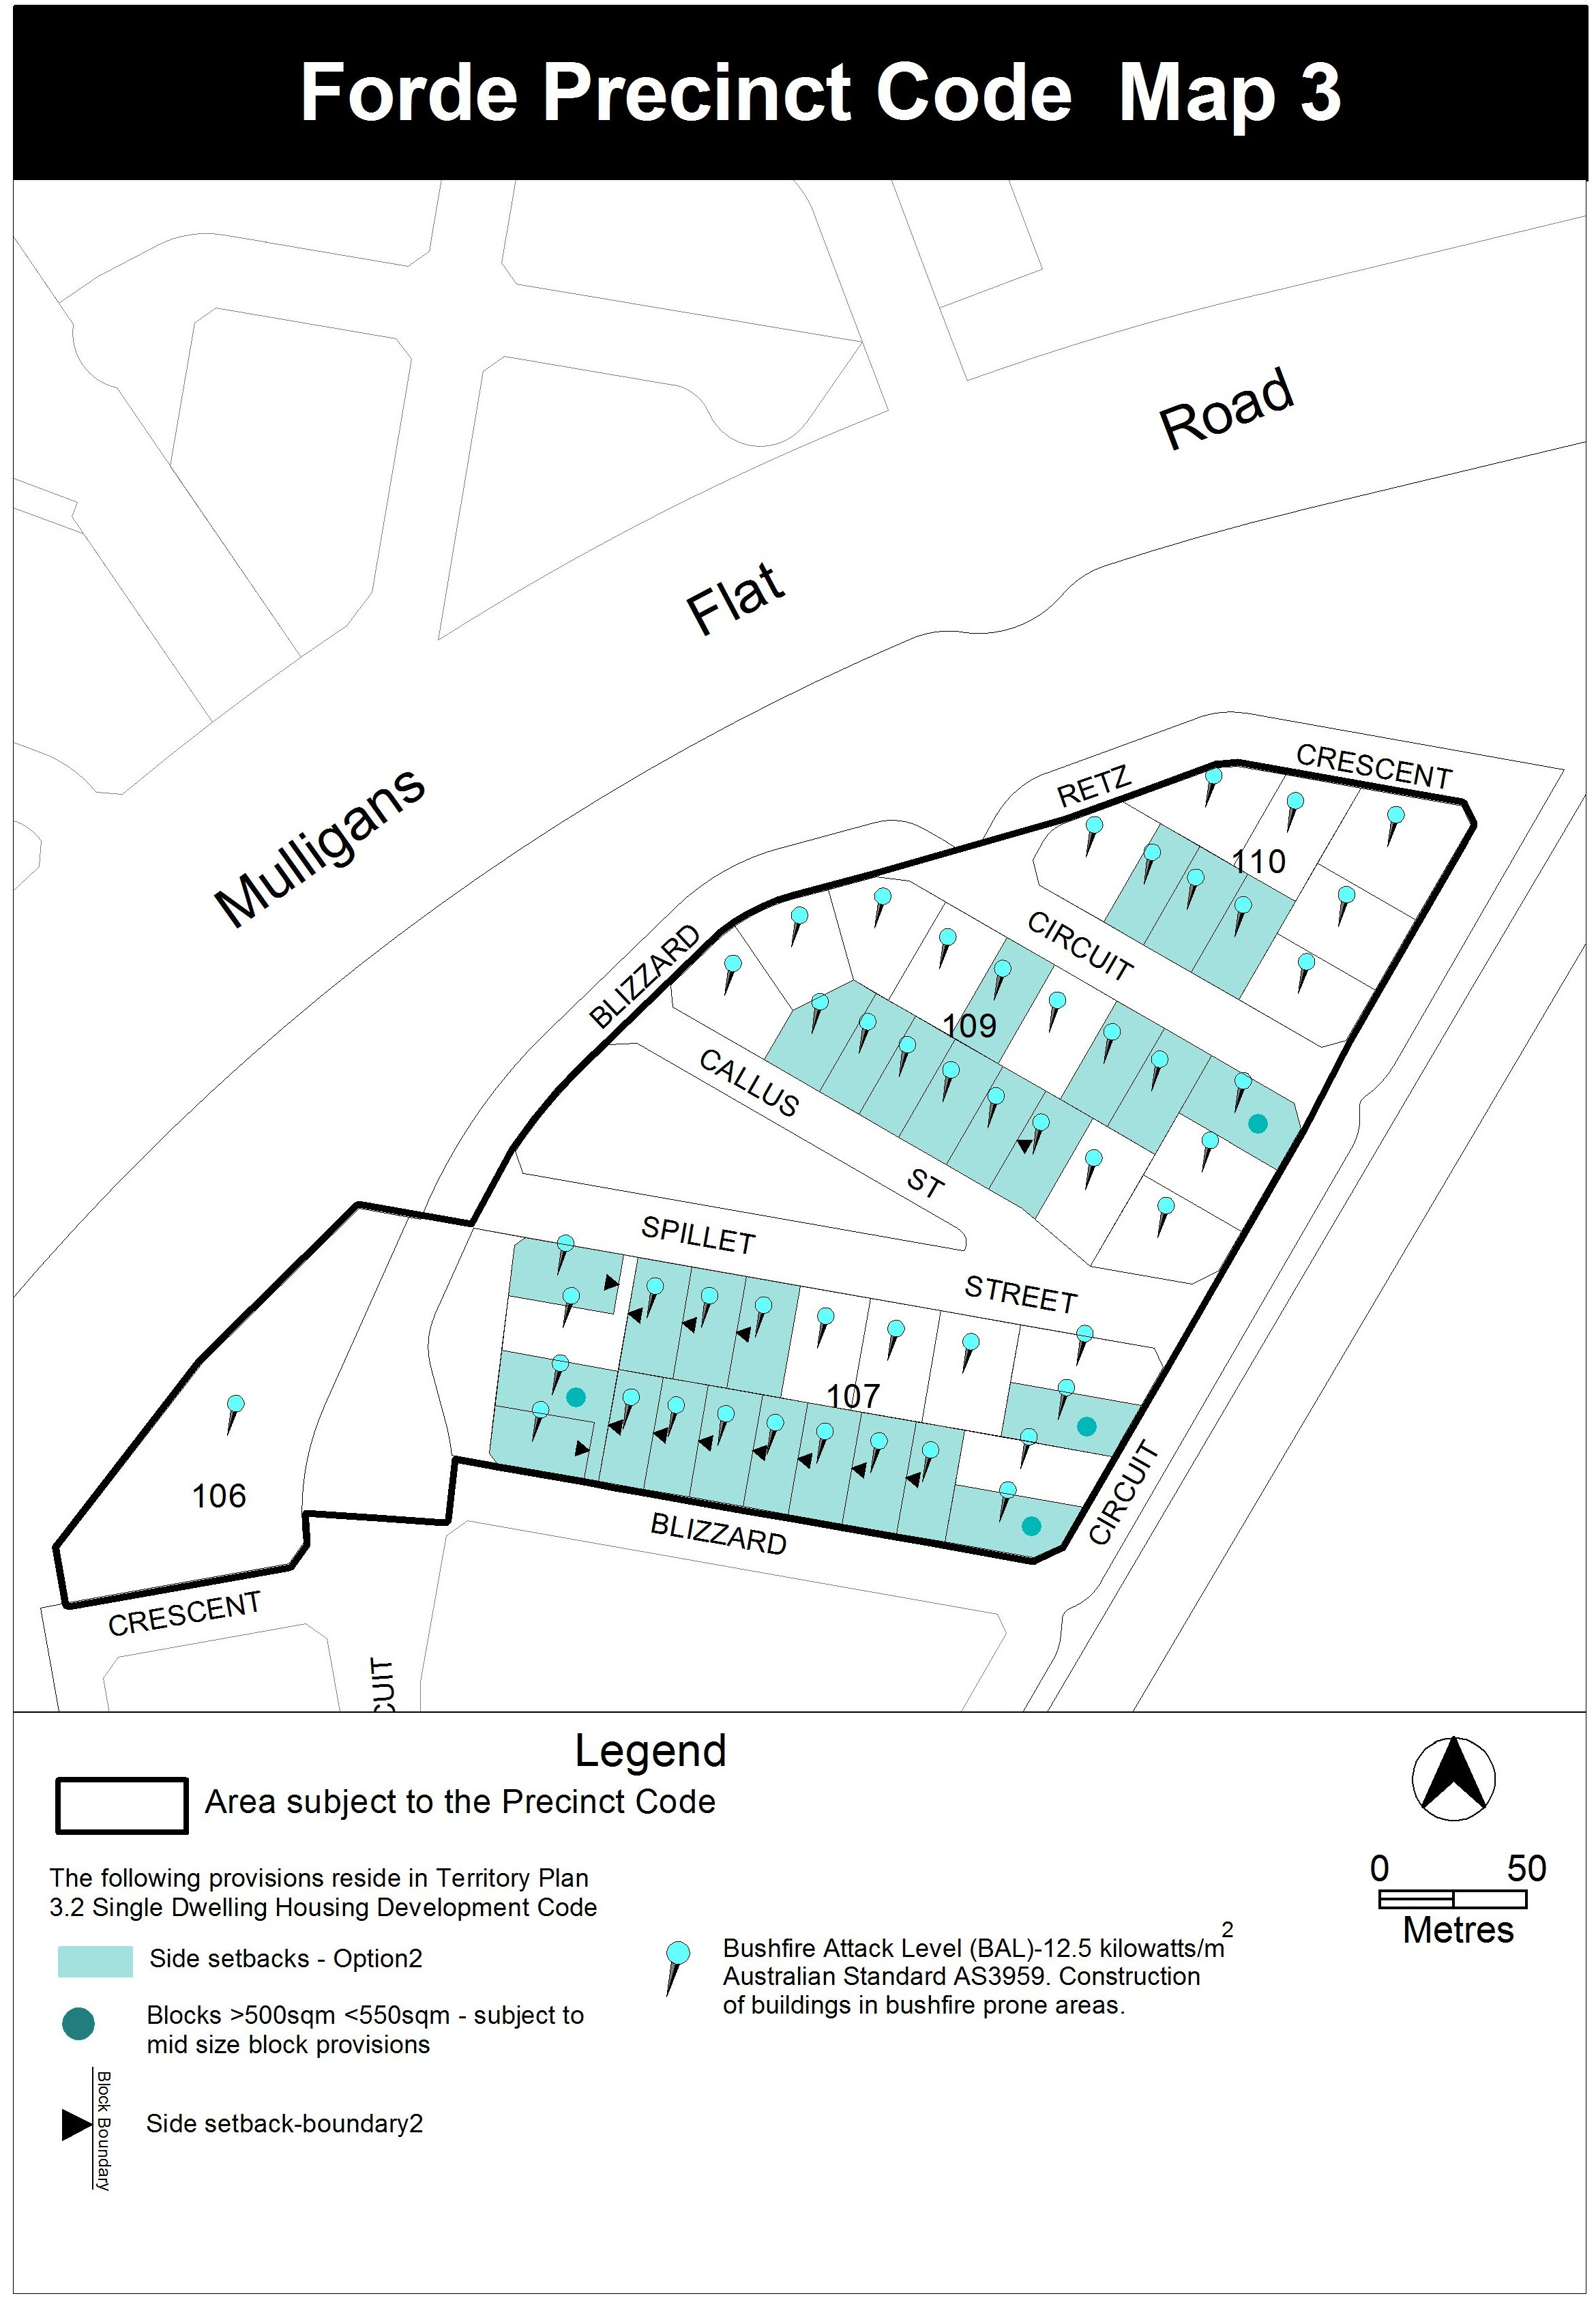 Forde Precinct Code Map 3
Road
Flat
Mulligans
CRESCENT
RETZ
110
CIRCUIT
BLIZZARD
109
CALLUS
ST
SPILLET
STREET
107
106
CIRCUIT
BLIZZARD
CRESCENT
CUIT
Legend
Area subject to the Precinct Code
The following provisions reside in Territory Plan
3.2 Single Dwelling Housing Development Code
Side setbacks - Option2
Blocks >500sqm <550sqm - subject to
mid size block provisions
Block Boundary
Side setback-boundary2
Bushfire Attack Level (BAL)-12.5 kilowatts/m2
Australian Standard AS3959. Construction
of buildings in bushfire prone areas.
0 50
Metres